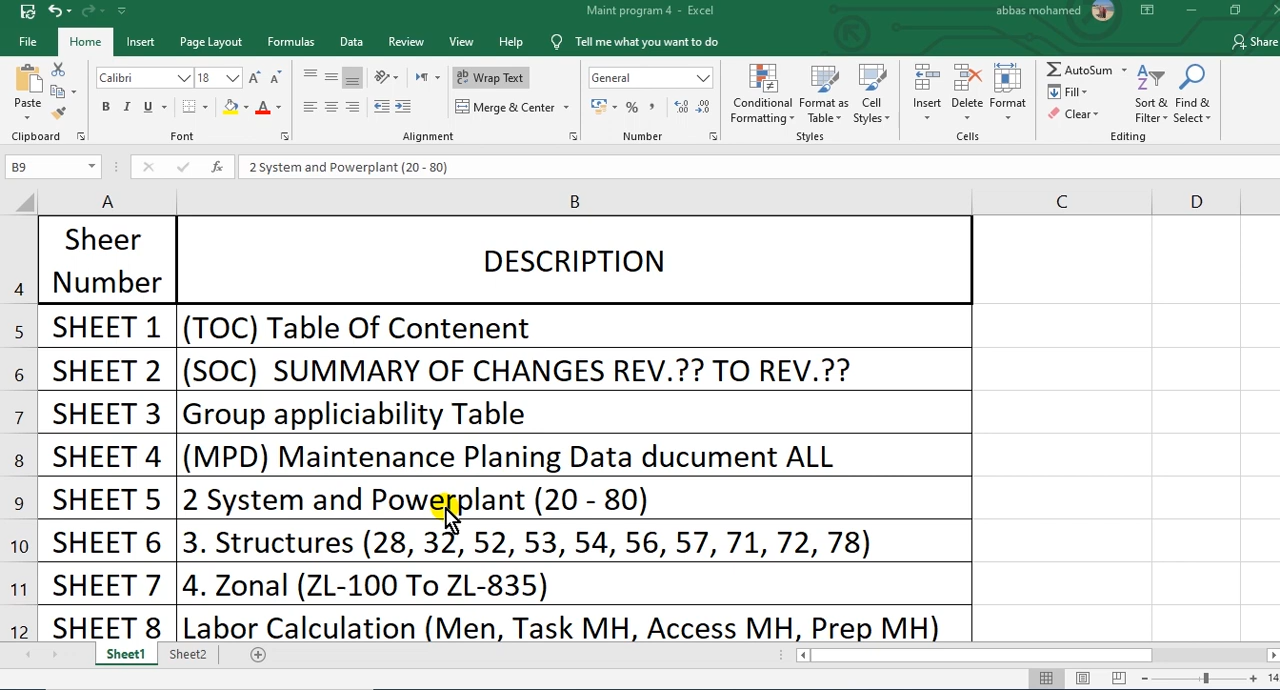 Maint program 4 - Excel
abbas mohamed
File Home Insert Page Layout Formulas Data Review View Help Tell me what you want to do Share
Calibri 18 Wrap Text General AutoSum
Paste B I U Merge & Center % , Conditional Formatting Format as Table Cell Styles Insert Delete Format Fill Clear Sort & Filter Find & Select
Clipboard Font Alignment Number Styles Cells Editing
B9 fx 2 System and Powerplant (20 - 80)
A B C D
4 Sheer Number DESCRIPTION
5 SHEET 1 (TOC) Table Of Contenent
6 SHEET 2 (SOC) SUMMARY OF CHANGES REV.?? TO REV.??
7 SHEET 3 Group appliciability Table
8 SHEET 4 (MPD) Maintenance Planing Data ducument ALL
9 SHEET 5 2 System and Powerplant (20 - 80)
10 SHEET 6 3. Structures (28, 32, 52, 53, 54, 56, 57, 71, 72, 78)
11 SHEET 7 4. Zonal (ZL-100 To ZL-835)
12 SHEET 8 Labor Calculation (Men, Task MH, Access MH, Prep MH)
Sheet1 Sheet2
14